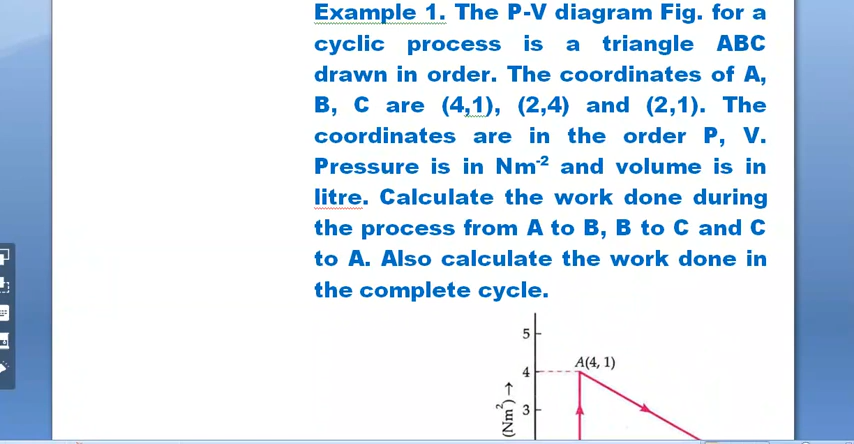 Example 1. The P-V diagram Fig. for a
cyclic process is a triangle ABC
drawn in order. The coordinates of A,
B, C are (4,1), (2,4) and (2,1). The
coordinates are in the order P, V.
Pressure is in Nm⁻² and volume is in
litre. Calculate the work done during
the process from A to B, B to C and C
to A. Also calculate the work done in
the complete cycle.
5
A(4, 1)
4
3
(Nm²) →